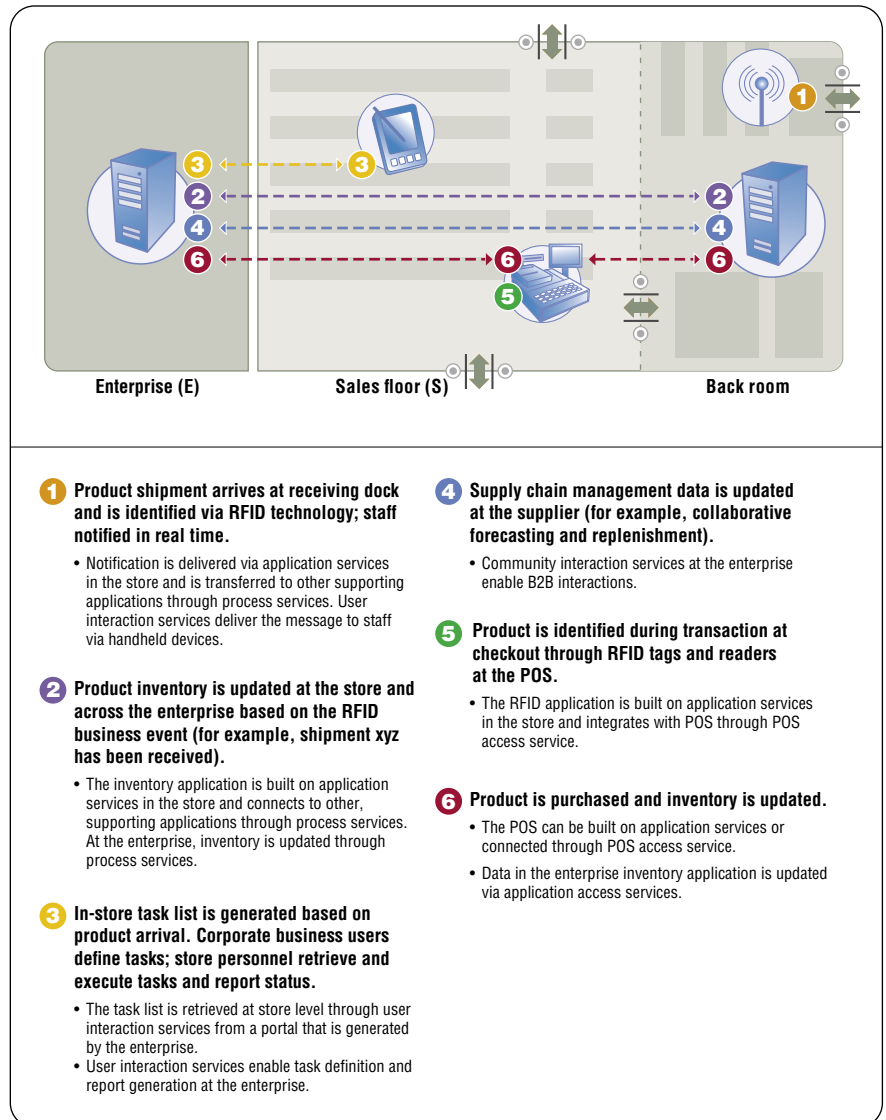 1
3
3
2
2
4
4
6
6
6
5
Enterprise (E)
Sales floor (S)
Back room
1 Product shipment arrives at receiving dock
and is identified via RFID technology; staff
notified in real time.
• Notification is delivered via application services
in the store and is transferred to other supporting
applications through process services. User
interaction services deliver the message to staff
via handheld devices.
2 Product inventory is updated at the store and
across the enterprise based on the RFID
business event (for example, shipment xyz
has been received).
• The inventory application is built on application
services in the store and connects to other,
supporting applications through process services.
At the enterprise, inventory is updated through
process services.
3 In-store task list is generated based on
product arrival. Corporate business users
define tasks; store personnel retrieve and
execute tasks and report status.
• The task list is retrieved at store level through user
interaction services from a portal that is generated
by the enterprise.
• User interaction services enable task definition and
report generation at the enterprise.
4 Supply chain management data is updated
at the supplier (for example, collaborative
forecasting and replenishment).
• Community interaction services at the enterprise
enable B2B interactions.
5 Product is identified during transaction at
checkout through RFID tags and readers
at the POS.
• The RFID application is built on application services
in the store and integrates with POS through POS
access service.
6 Product is purchased and inventory is updated.
• The POS can be built on application services or
connected through POS access service.
• Data in the enterprise inventory application is updated
via application access services.